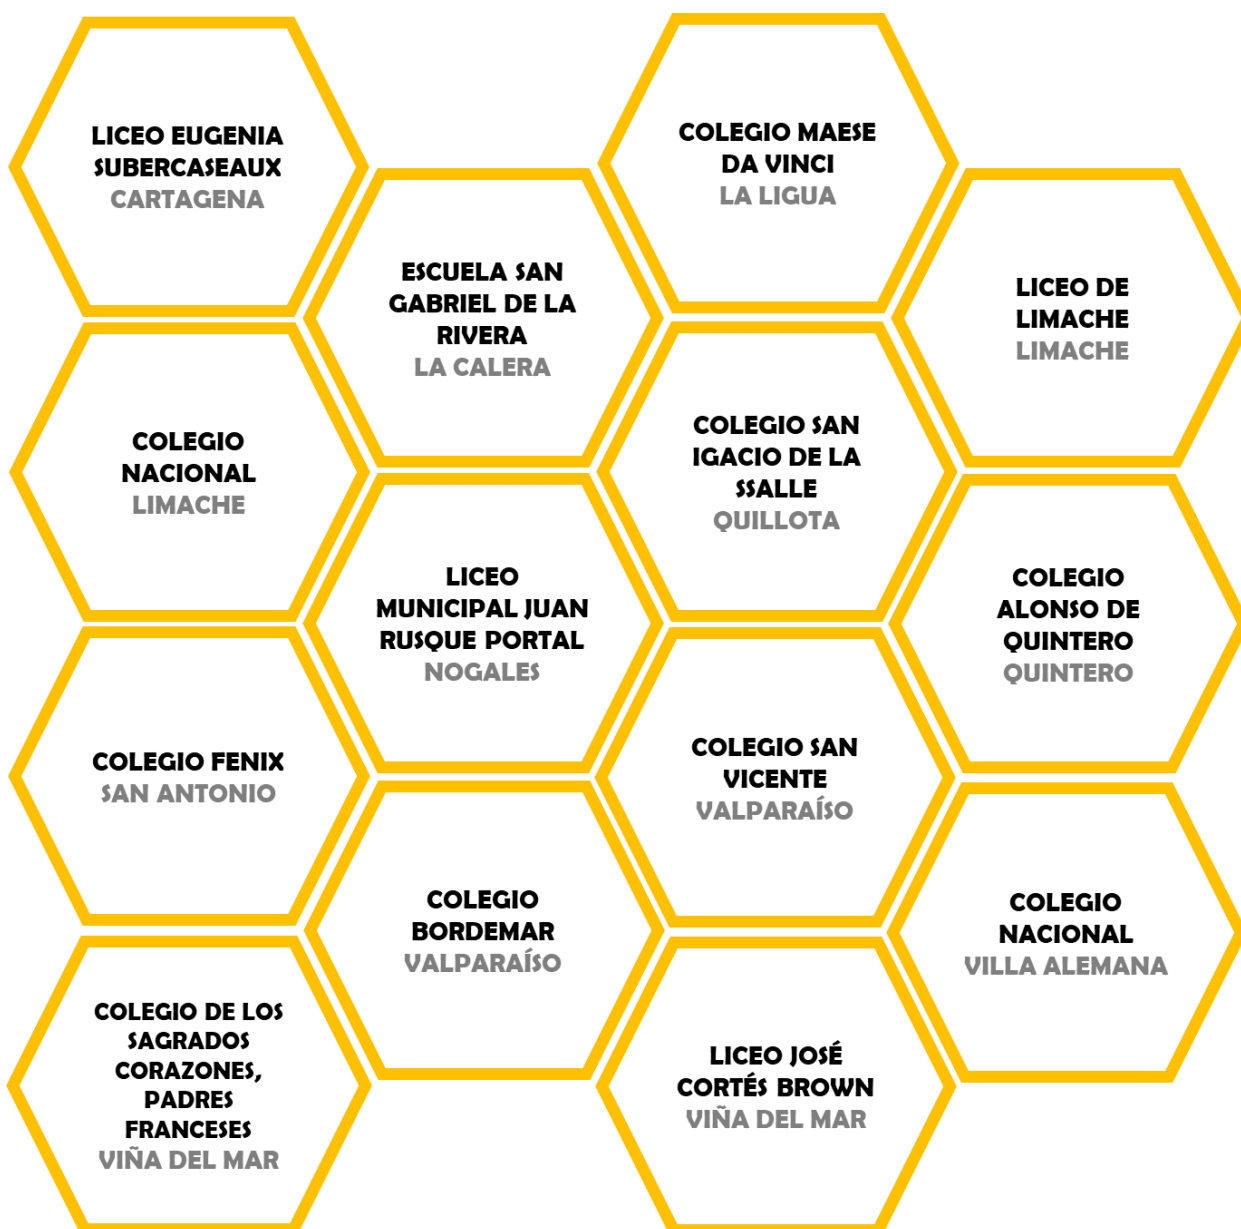 LICEO EUGENIA
SUBERCASEAUX
CARTAGENA
COLEGIO MAESE
DA VINCI
LA LIGUA
ESCUELA SAN
GABRIEL DE LA
RIVERA
LA CALERA
LICEO DE
LIMACHE
LIMACHE
COLEGIO
NACIONAL
LIMACHE
COLEGIO SAN
IGACIO DE LA
SSALLE
QUILLOTA
LICEO
MUNICIPAL JUAN
RUSQUE PORTAL
NOGALES
COLEGIO
ALONSO DE
QUINTERO
QUINTERO
COLEGIO FENIX
SAN ANTONIO
COLEGIO SAN
VICENTE
VALPARAÍSO
COLEGIO
BORDEMAR
VALPARAÍSO
COLEGIO
NACIONAL
VILLA ALEMANA
COLEGIO DE LOS
SAGRADOS
CORAZONES,
PADRES
FRANCESES
VIÑA DEL MAR
LICEO JOSÉ
CORTÉS BROWN
VIÑA DEL MAR